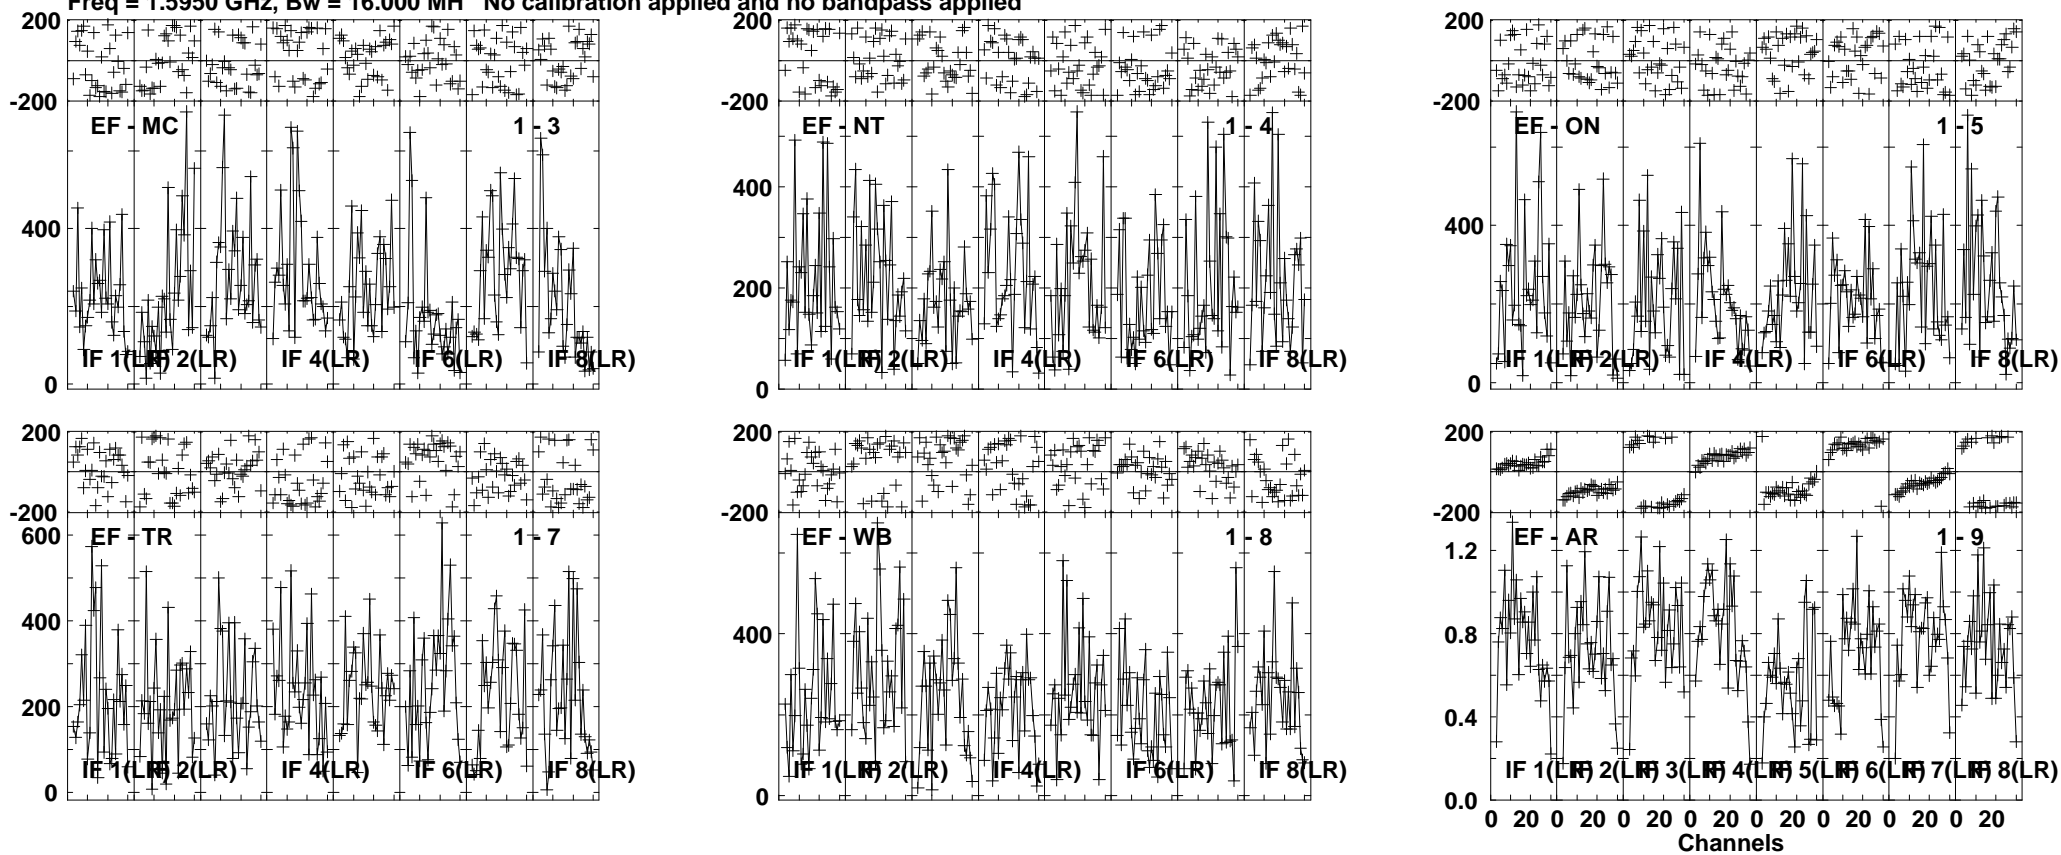 Freq = 1.5950 GHz, Bw = 16.000 MH No calibration applied and no bandpass applied
200
-200
EF - MC 1 - 3
400
0
IF 1(LR) IF 2(LR) IF 4(LR) IF 6(LR) IF 8(LR)
200
-200
EF - NT 1 - 4
400
200
0
IF 1(LR) IF 2(LR) IF 4(LR) IF 6(LR) IF 8(LR)
200
-200
EF - ON 1 - 5
400
0
IF 1(LR) IF 2(LR) IF 4(LR) IF 6(LR) IF 8(LR)
200
-200
EF - TR 1 - 7
600
400
200
0
IF 1(LR) IF 2(LR) IF 4(LR) IF 6(LR) IF 8(LR)
200
-200
EF - WB 1 - 8
400
0
IF 1(LR) IF 2(LR) IF 4(LR) IF 6(LR) IF 8(LR)
200
-200
EF - AR 1 - 9
1.2
0.8
0.4
0.0
IF 1(LR) IF 2(LR) IF 3(LR) IF 4(LR) IF 5(LR) IF 6(LR) IF 7(LR) IF 8(LR)
0 20 0 20 0 20 0 20 0 20 0 20 0 20 0 20
Channels